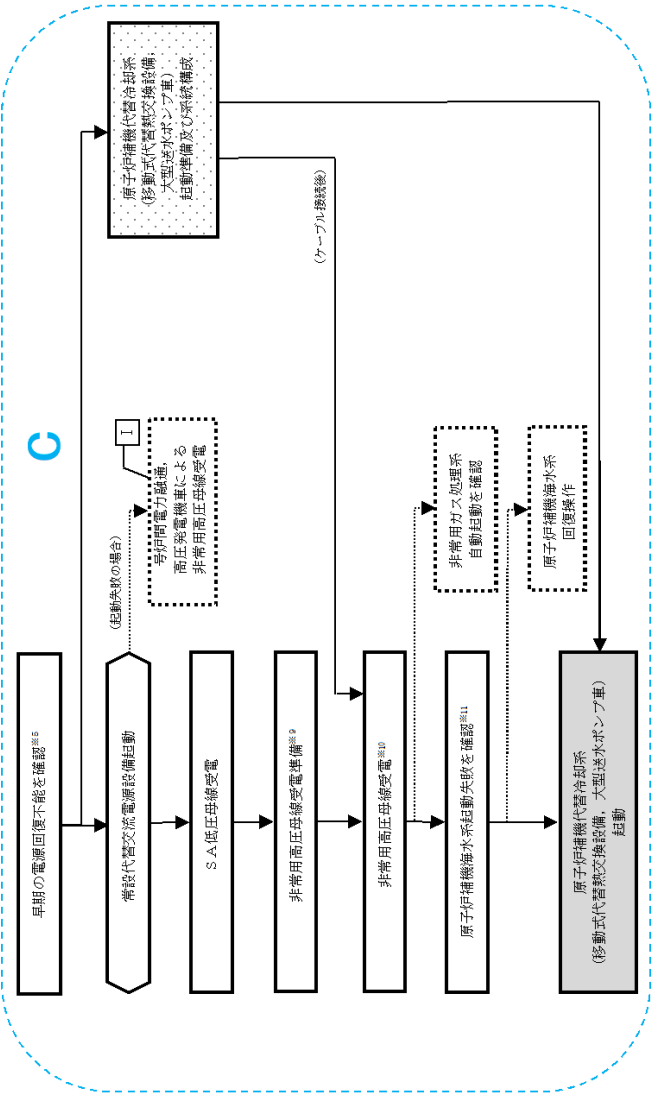 C
早期の電源回復不能を確認※6
常設代替交流電源設備起動
(起動失敗の場合)
I
号炉間電力融通,
高圧発電機車による
非常用高圧母線受電
SA低圧母線受電
非常用高圧母線受電準備※9
非常用高圧母線受電※10
非常用ガス処理系
自動起動を確認
原子炉補機海水系起動失敗を確認※11
原子炉補機海水系
回復操作
原子炉補機代替冷却系
(移動式代替熱交換設備,
大型送水ポンプ車)
起動準備及び系統構成
(ケーブル接続後)
原子炉補機代替冷却系
(移動式代替熱交換設備,大型送水ポンプ車)
起動